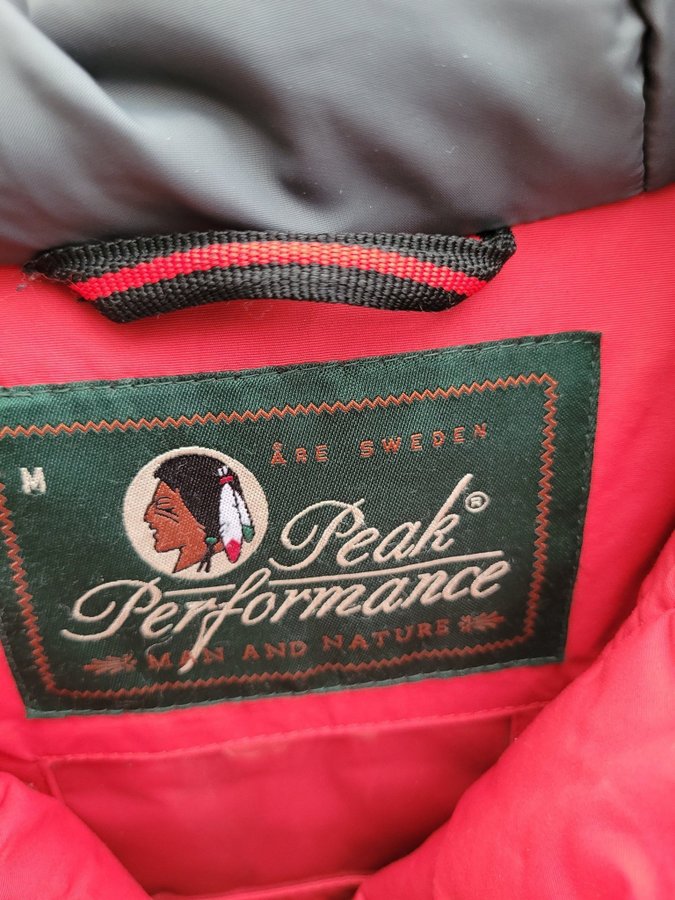 M
ÅRE SWEDEN
Peak®
Performance
MAN AND NATURE